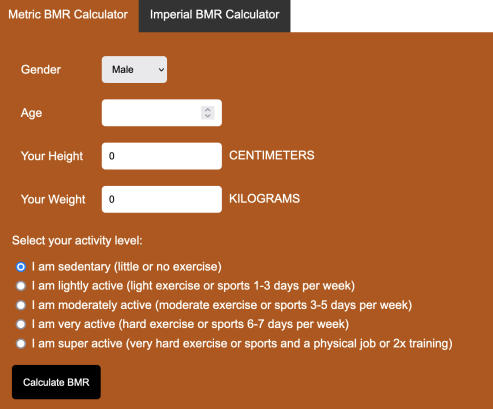 Metric BMR Calculator Imperial BMR Calculator
Gender Male
Age
Your Height 0 CENTIMETERS
Your Weight 0 KILOGRAMS
Select your activity level:
I am sedentary (little or no exercise)
I am lightly active (light exercise or sports 1-3 days per week)
I am moderately active (moderate exercise or sports 3-5 days per week)
I am very active (hard exercise or sports 6-7 days per week)
I am super active (very hard exercise or sports and a physical job or 2x training)
Calculate BMR